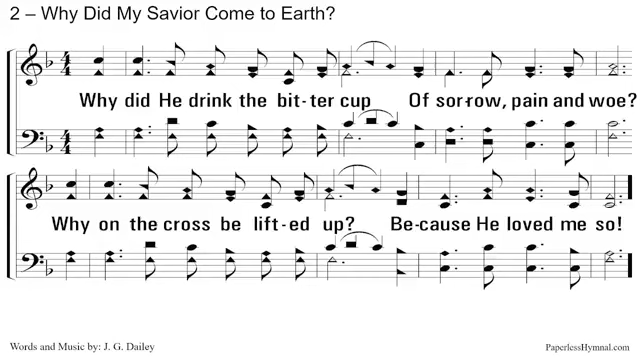 2 – Why Did My Savior Come to Earth?
Why did He drink the bit-ter cup Of sor-row, pain and woe?
Why on the cross be lift-ed up? Be-cause He loved me so!
Words and Music by: J. G. Dailey
PaperlessHymnal.com